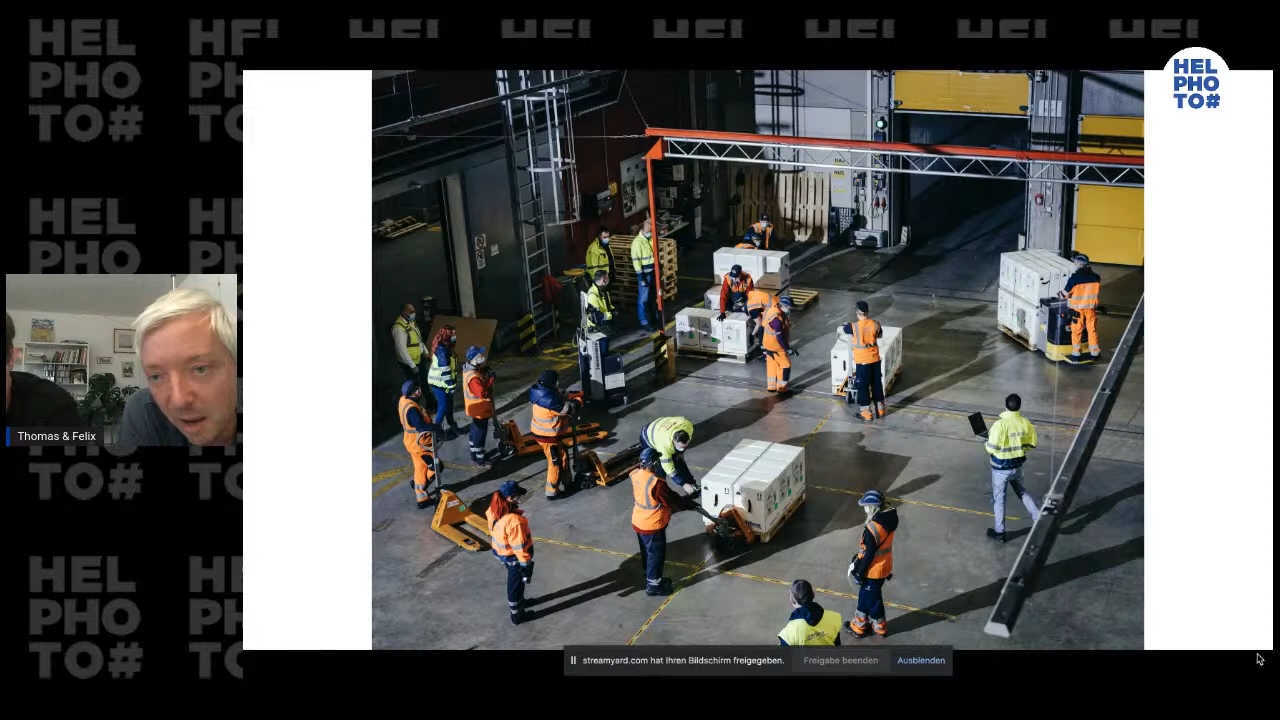 HEL
PHO
TO#
HEL
PHO
TO#
HEL
PHO
TO#
HEL
PHO
TO#
Thomas & Felix
streamyard.com hat Ihren Bildschirm freigegeben.
Freigabe beenden
Ausblenden